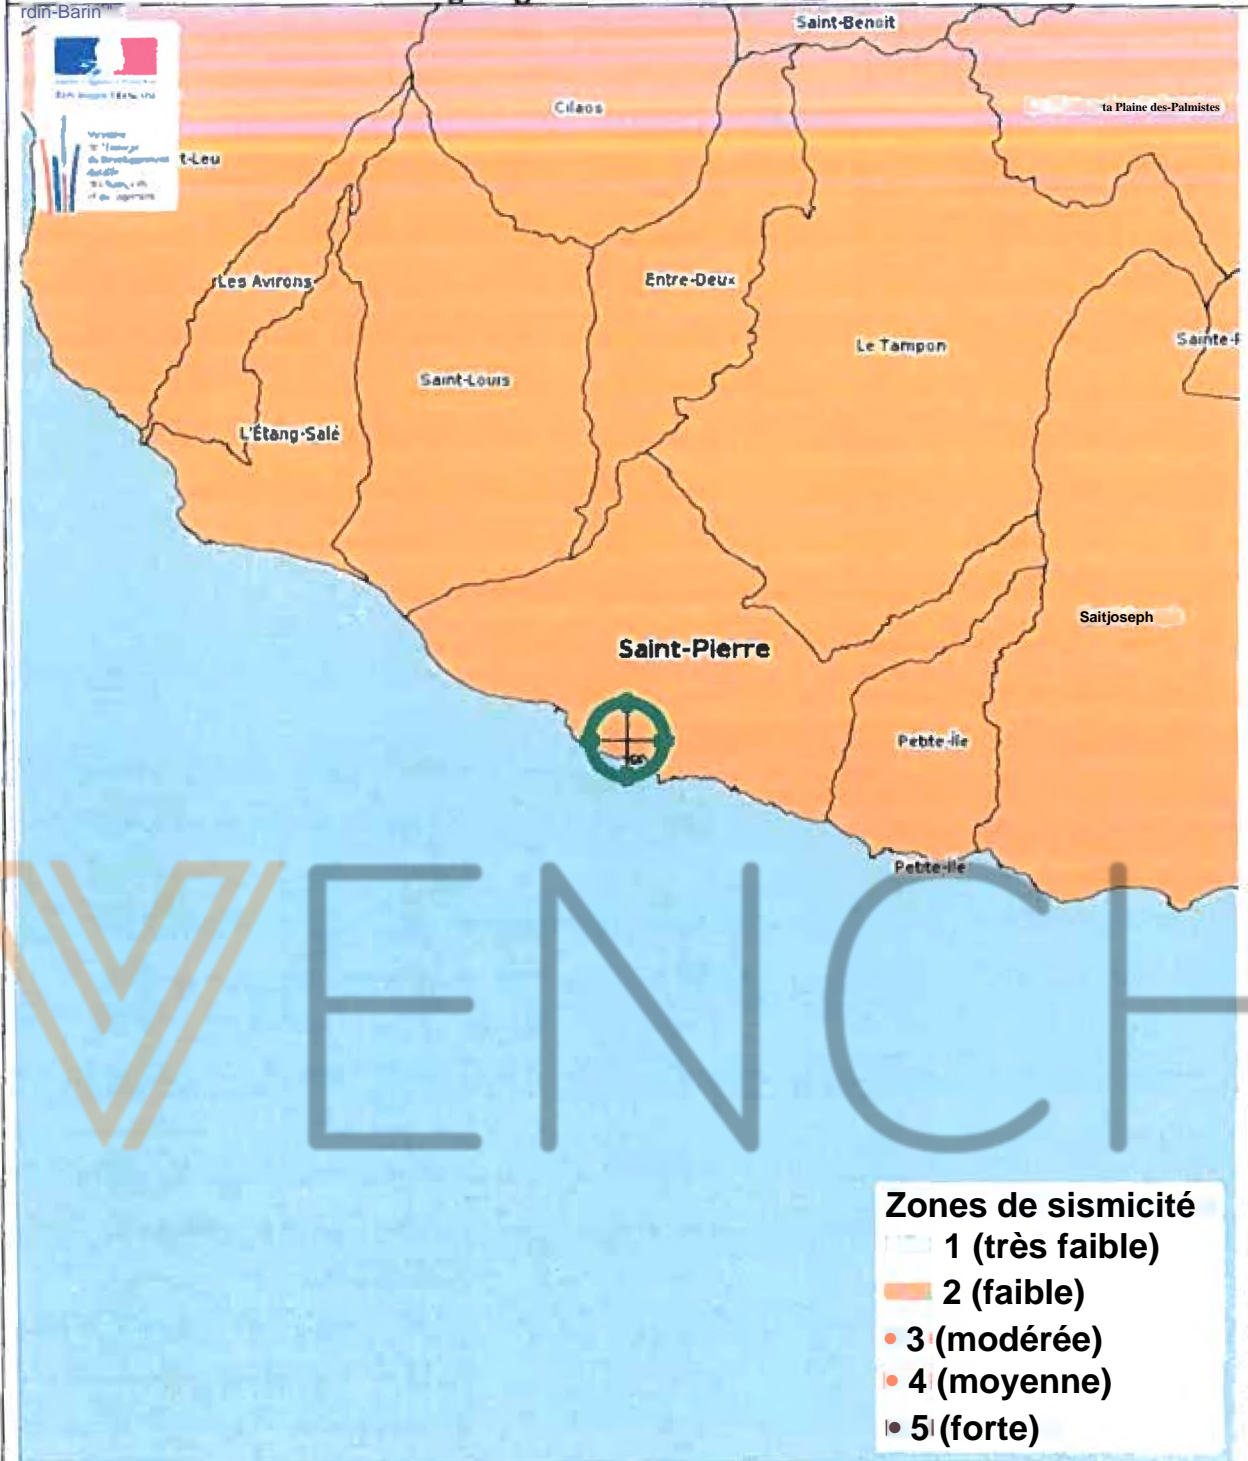 rdin-Barin
Saint-Benoit
Cilaos
ta Plaine des-Palmistes
t-Leu
Les Avirons
Entre-Deux
Le Tampon
Sainte-
Saint-Louis
L'Étang-Salé
Saitjoseph
Saint-Pierre
Petite-Île
Petite-Île
VENCH
Zones de sismicité
1 (très faible)
2 (faible)
3 (modérée)
4 (moyenne)
5 (forte)